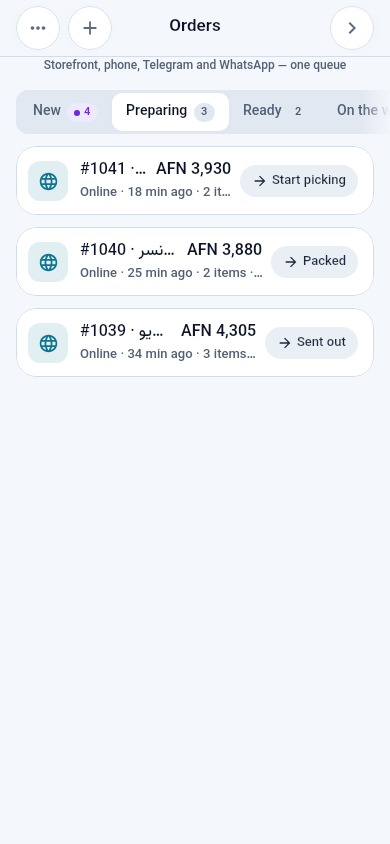 Orders
Storefront, phone, Telegram and WhatsApp — one queue
New 4 Preparing 3 Ready 2 On the
#1041 ·… AFN 3,930
Online · 18 min ago · 2 it…
Start picking
#1040 · نسر… AFN 3,880
Online · 25 min ago · 2 items ·…
Packed
#1039 · یو… AFN 4,305
Online · 34 min ago · 3 items…
Sent out